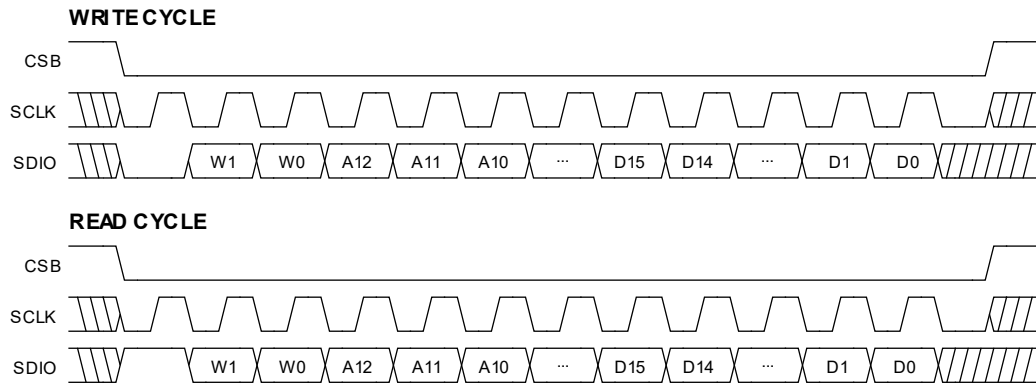 WRITE CYCLE
CSB
SCLK
SDIO W1 W0 A12 A11 A10 ... D15 D14 ... D1 D0
READ CYCLE
CSB
SCLK
SDIO W1 W0 A12 A11 A10 ... D15 D14 ... D1 D0